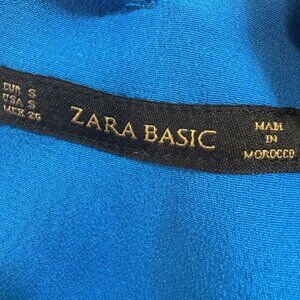 EUR S
USA S
MEX 26
ZARA BASIC
MADE
IN
MOROCCO